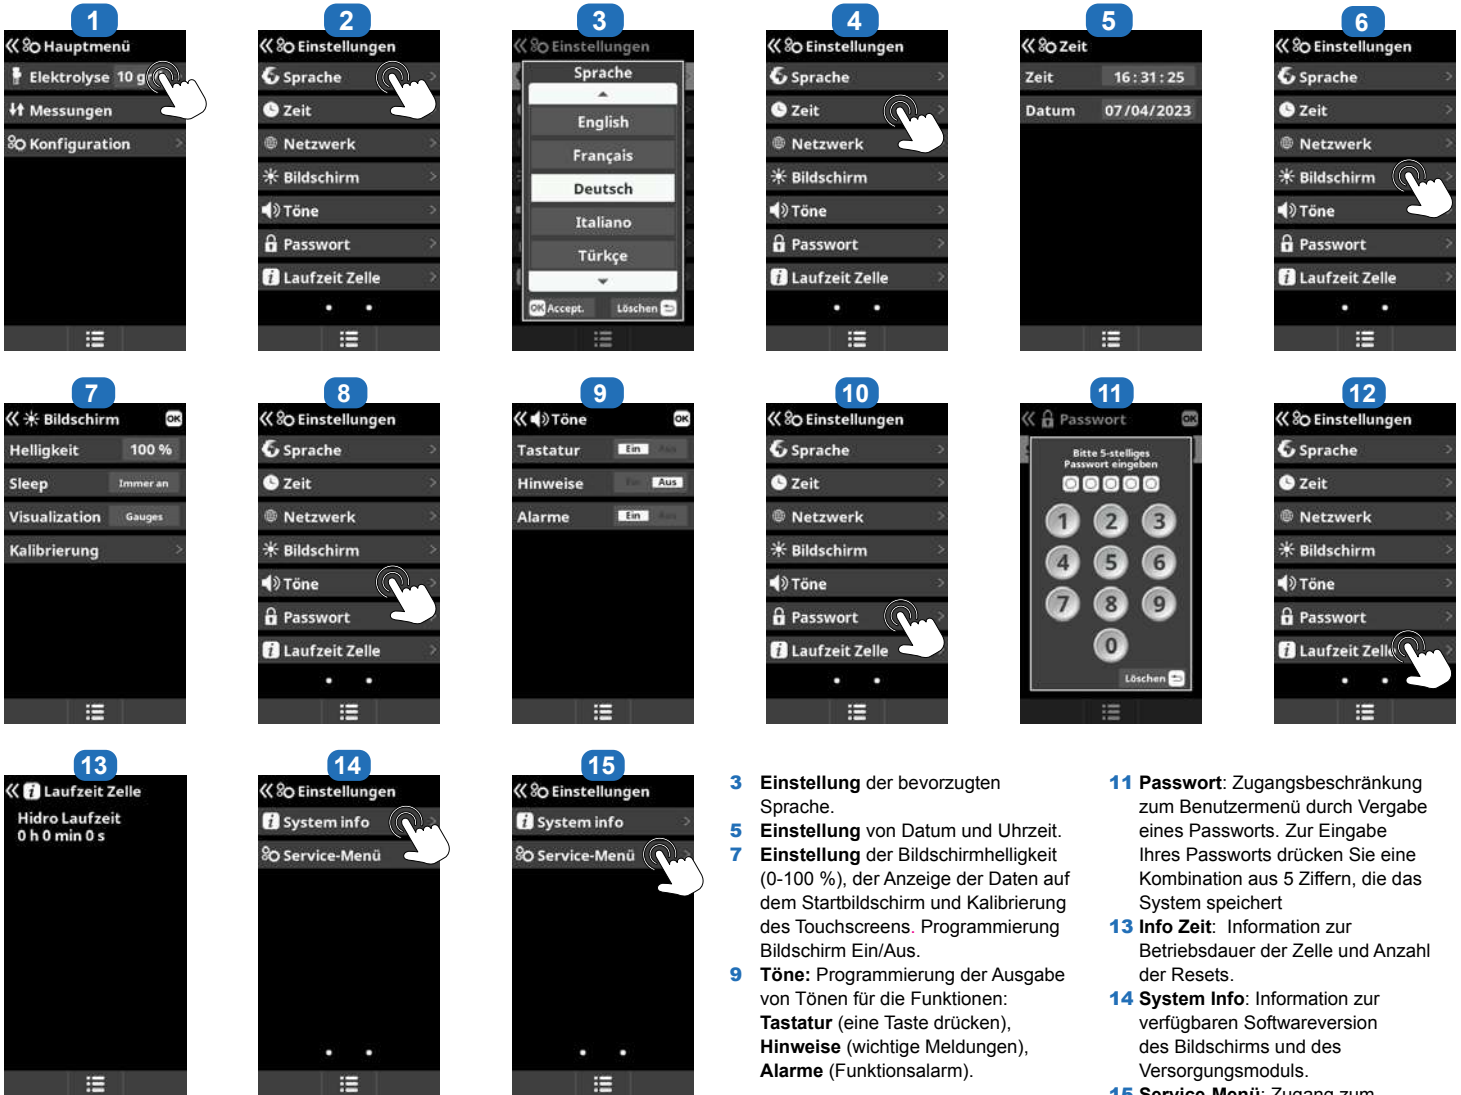 1
Hauptmenü
Elektrolyse 10 g
Messungen
Konfiguration
2
Einstellungen
Sprache
Zeit
Netzwerk
Bildschirm
Töne
Passwort
Laufzeit Zelle
3
Einstellungen
Sprache
English
Français
Deutsch
Italiano
Türkçe
OK Accept. Löschen
4
Einstellungen
Sprache
Zeit
Netzwerk
Bildschirm
Töne
Passwort
Laufzeit Zelle
5
Zeit
Zeit 16:31:25
Datum 07/04/2023
6
Einstellungen
Sprache
Zeit
Netzwerk
Bildschirm
Töne
Passwort
Laufzeit Zelle
7
Bildschirm OK
Helligkeit 100 %
Sleep Immer an
Visualization Gauges
Kalibrierung
8
Einstellungen
Sprache
Zeit
Netzwerk
Bildschirm
Töne
Passwort
Laufzeit Zelle
9
Töne OK
Tastatur Ein Aus
Hinweise Ein Aus
Alarme Ein Aus
10
Einstellungen
Sprache
Zeit
Netzwerk
Bildschirm
Töne
Passwort
Laufzeit Zelle
11
Passwort OK
Bitte 5-stelliges
Passwort eingeben
1 2 3
4 5 6
7 8 9
0
Löschen
12
Einstellungen
Sprache
Zeit
Netzwerk
Bildschirm
Töne
Passwort
Laufzeit Zelle
13
Laufzeit Zelle
Hidro Laufzeit
0 h 0 min 0 s
14
Einstellungen
System info
Service-Menü
15
Einstellungen
System info
Service-Menü
3 Einstellung der bevorzugten
Sprache.
5 Einstellung von Datum und Uhrzeit.
7 Einstellung der Bildschirmhelligkeit
(0-100 %), der Anzeige der Daten auf
dem Startbildschirm und Kalibrierung
des Touchscreens. Programmierung
Bildschirm Ein/Aus.
9 Töne: Programmierung der Ausgabe
von Tönen für die Funktionen:
Tastatur (eine Taste drücken),
Hinweise (wichtige Meldungen),
Alarme (Funktionsalarm).
11 Passwort: Zugangsbeschränkung
zum Benutzermenü durch Vergabe
eines Passworts. Zur Eingabe
Ihres Passworts drücken Sie eine
Kombination aus 5 Ziffern, die das
System speichert
13 Info Zeit: Information zur
Betriebsdauer der Zelle und Anzahl
der Resets.
14 System Info: Information zur
verfügbaren Softwareversion
des Bildschirms und des
Versorgungsmoduls.
15 Service-Menü: Zugang zum